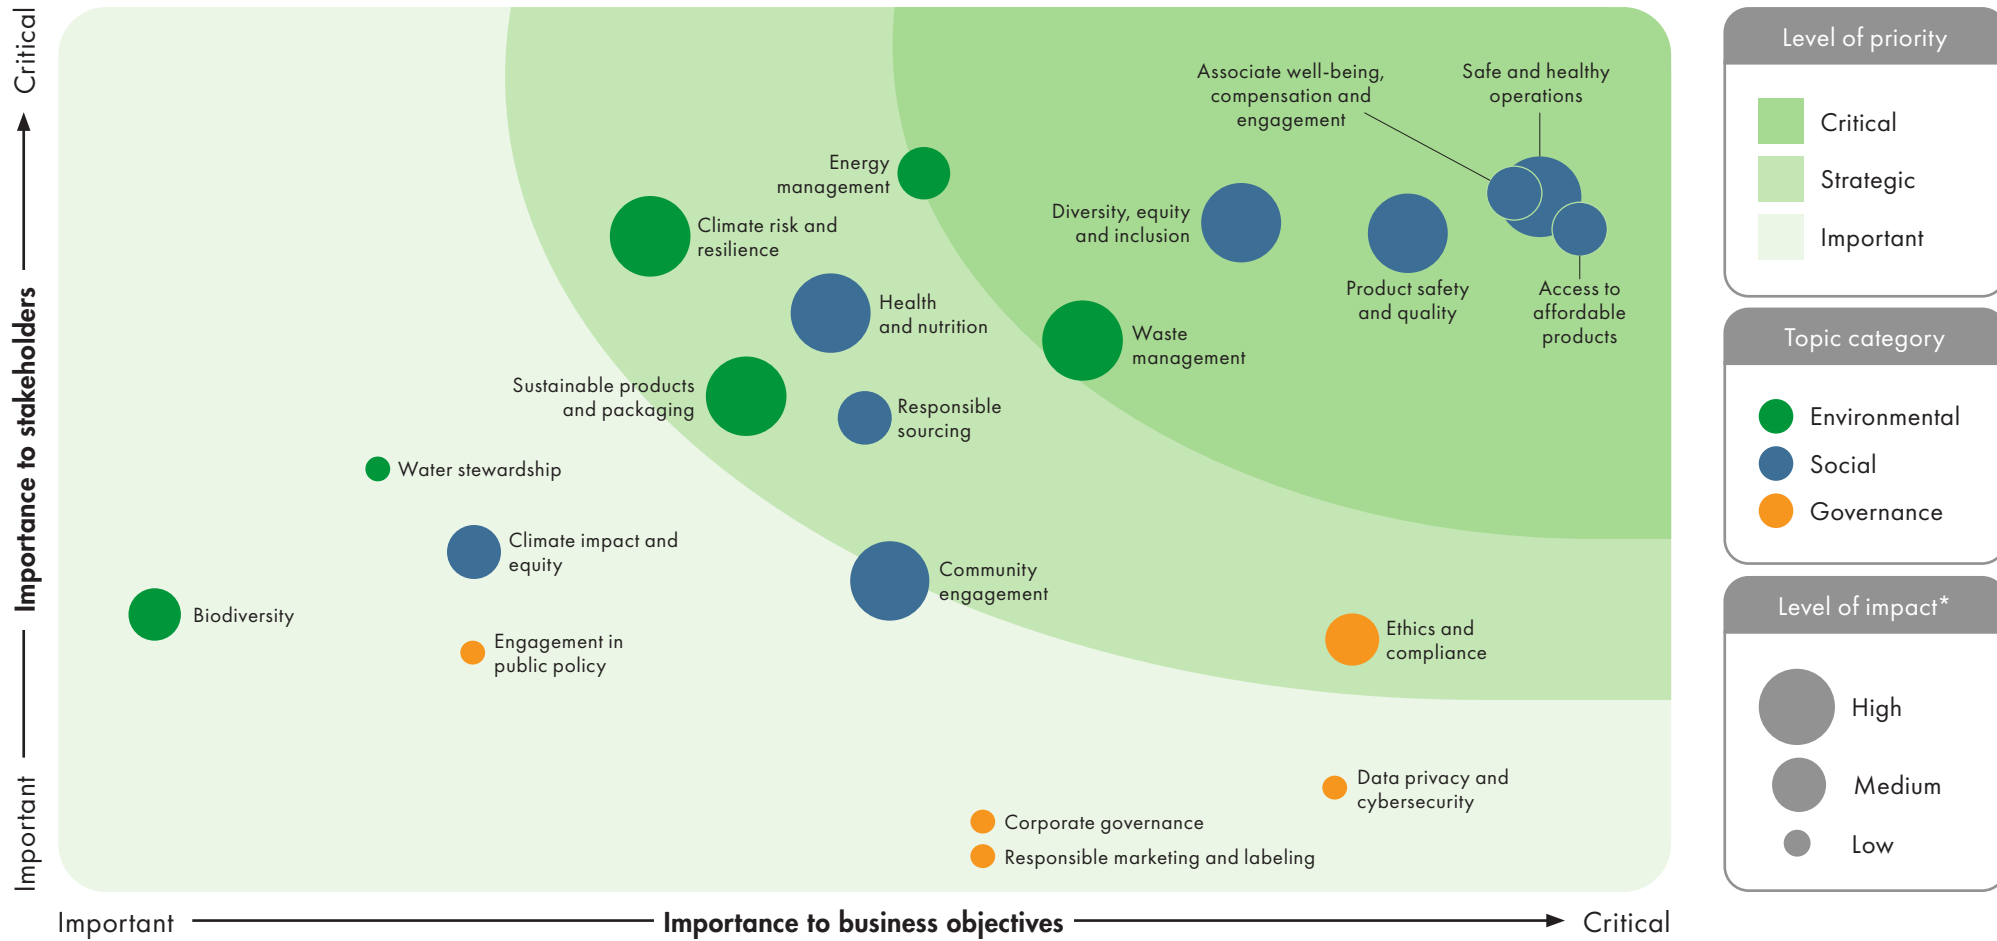 Critical
Importance to stakeholders
Important
Associate well-being,
compensation and
engagement
Safe and healthy
operations
Energy
management
Climate risk and
resilience
Diversity, equity
and inclusion
Product safety
and quality
Access to
affordable
products
Health
and nutrition
Waste
management
Sustainable products
and packaging
Responsible
sourcing
Water stewardship
Climate impact and
equity
Community
engagement
Biodiversity
Engagement in
public policy
Ethics and
compliance
Data privacy and
cybersecurity
Corporate governance
Responsible marketing and labeling
Important
Importance to business objectives
Critical
Level of priority
Critical
Strategic
Important
Topic category
Environmental
Social
Governance
Level of impact*
High
Medium
Low